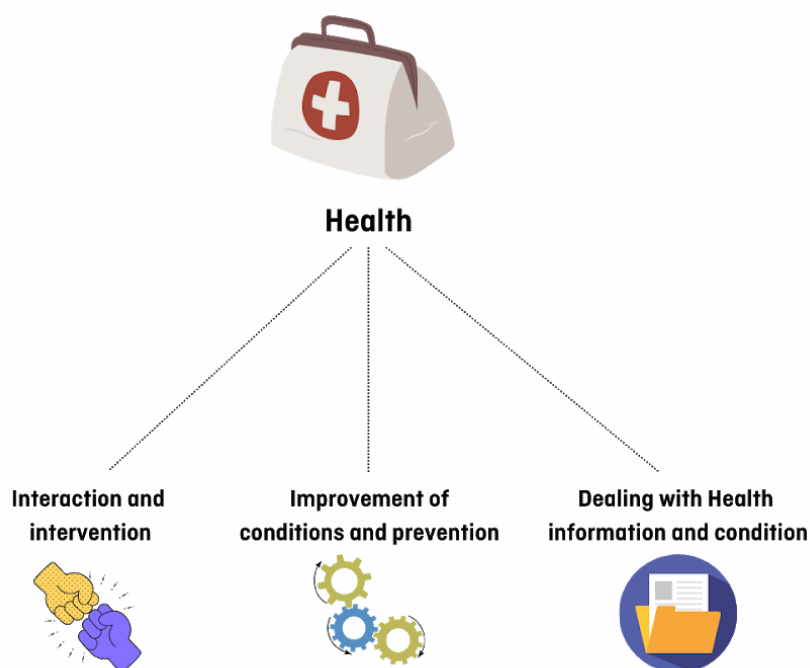 Health
Interaction and
intervention
Improvement of
conditions and prevention
Dealing with Health
information and condition